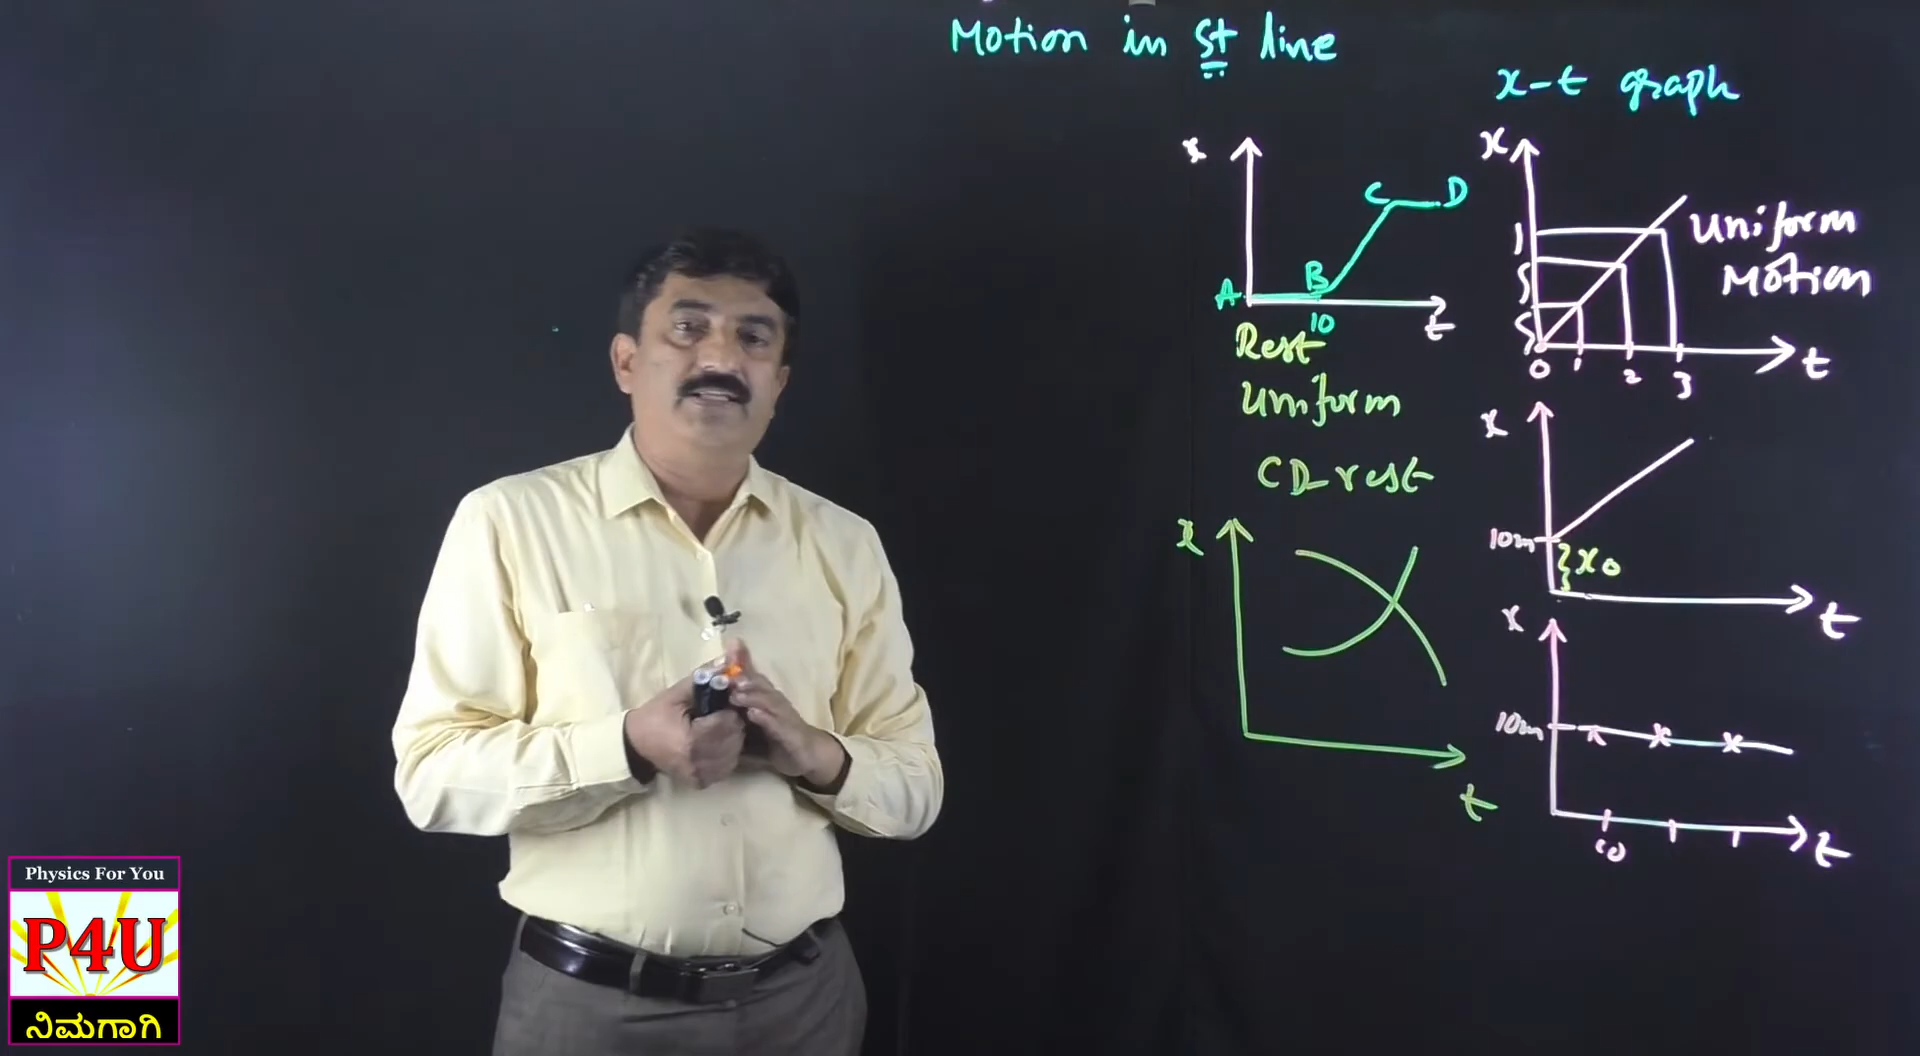 Motion in St line
x-t graph
x
A
B
C
D
10
t
Rest
Uniform
CD-rest
x
t
x
0
1
2
3
t
Uniform
Motion
x
10m
x0
t
x
10m
10
t
Physics For You
P4U
ನಿಮಗಾಗಿ